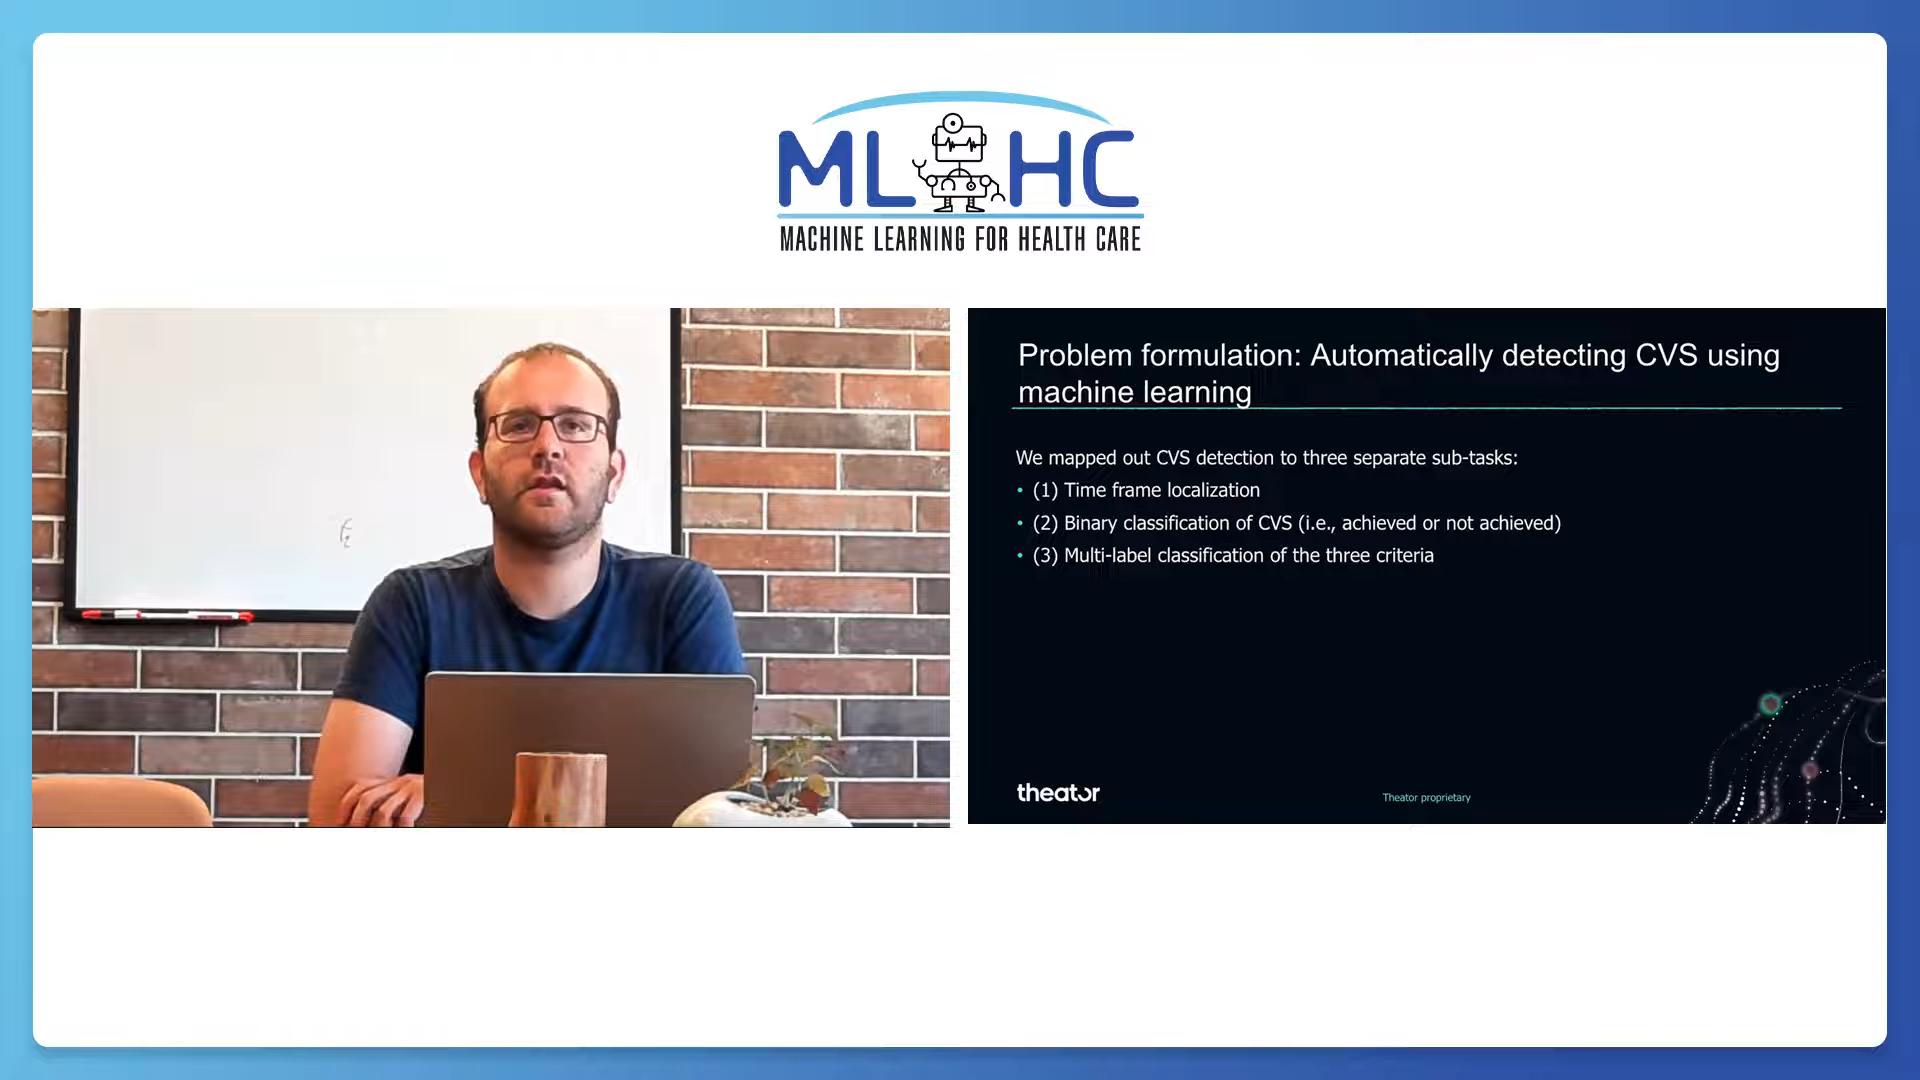 ML HC
MACHINE LEARNING FOR HEALTH CARE
Problem formulation: Automatically detecting CVS using
machine learning
We mapped out CVS detection to three separate sub-tasks:
• (1) Time frame localization
• (2) Binary classification of CVS (i.e., achieved or not achieved)
• (3) Multi-label classification of the three criteria
theator
Theator proprietary